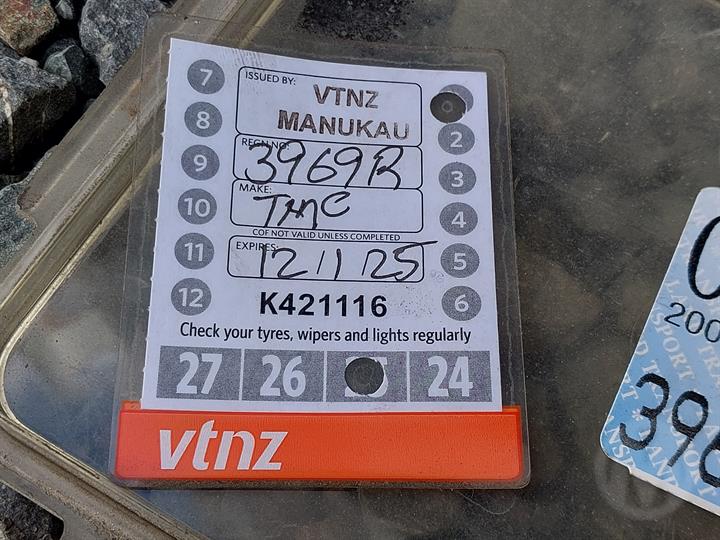 7
8
9
10
11
12
ISSUED BY:
VTNZ
MANUKAU
REGN NO:
3969R
MAKE:
TMC
COF NOT VALID UNLESS COMPLETED
EXPIRES:
12/1/25
K421116
2
3
4
5
6
Check your tyres, wipers and lights regularly
27 26 24
vtnz
200
396